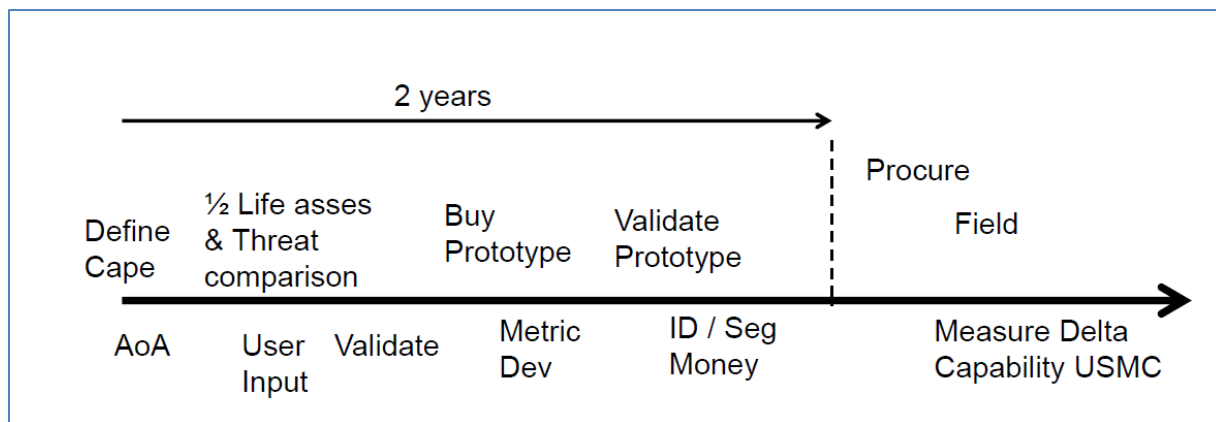 2 years
Procure
½ Life asses
& Threat
comparison
Define
Cape
Buy
Prototype
Validate
Prototype
Field
AoA
User
Input
Validate
Metric
Dev
ID / Seg
Money
Measure Delta
Capability USMC